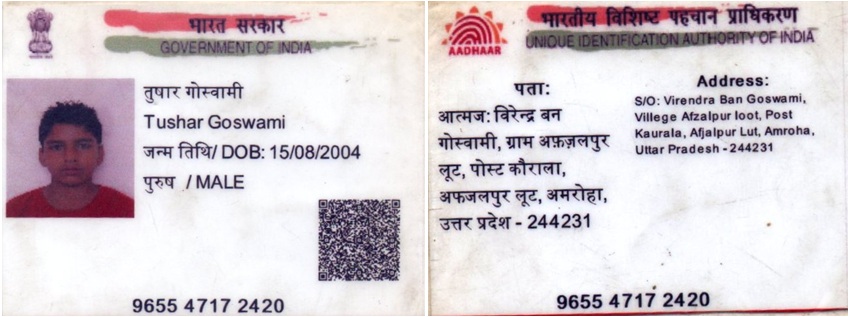 भारत सरकार
GOVERNMENT OF INDIA
तुषार गोस्वामी
Tushar Goswami
जन्म तिथि/ DOB: 15/08/2004
पुरुष / MALE
9655 4717 2420
भारतीय विशिष्ट पहचान प्राधिकरण
UNIQUE IDENTIFICATION AUTHORITY OF INDIA
AADHAAR
पता:
आत्मज: विरेन्द्र बन
गोस्वामी, ग्राम अफ़ज़लपुर
लूट, पोस्ट कौराला,
अफजलपुर लूट, अमरोहा,
उत्तर प्रदेश - 244231
Address:
S/O: Virendra Ban Goswami,
Villege Afzalpur loot, Post
Kaurala, Afjalpur Lut, Amroha,
Uttar Pradesh - 244231
9655 4717 2420